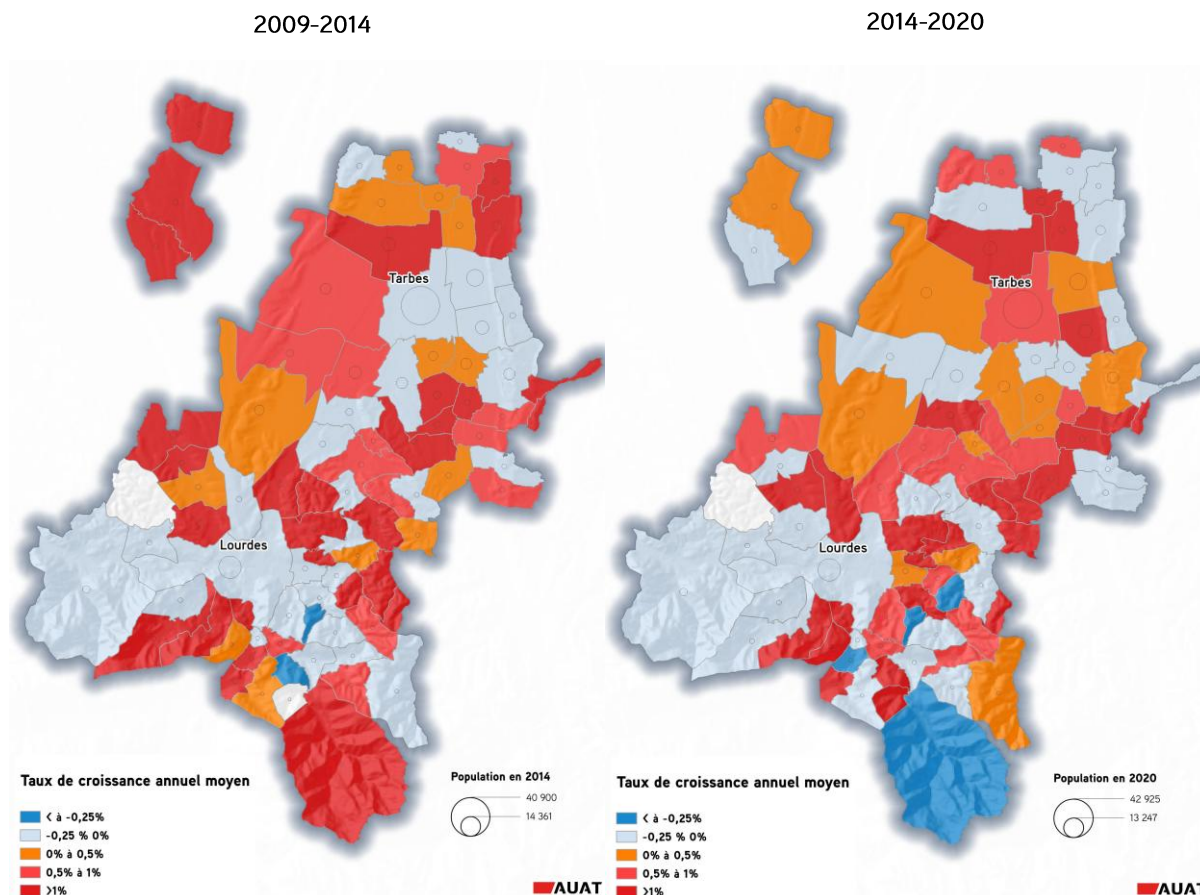 2009-2014
2014-2020
Tarbes
Lourdes
Tarbes
Lourdes
Taux de croissance annuel moyen
< à -0,25%
-0,25 % 0%
0% à 0,5%
0,5% à 1%
>1%
Population en 2014
40 900
14 361
AUAT
Taux de croissance annuel moyen
< à -0,25%
-0,25 % 0%
0% à 0,5%
0,5% à 1%
>1%
Population en 2020
42 925
13 247